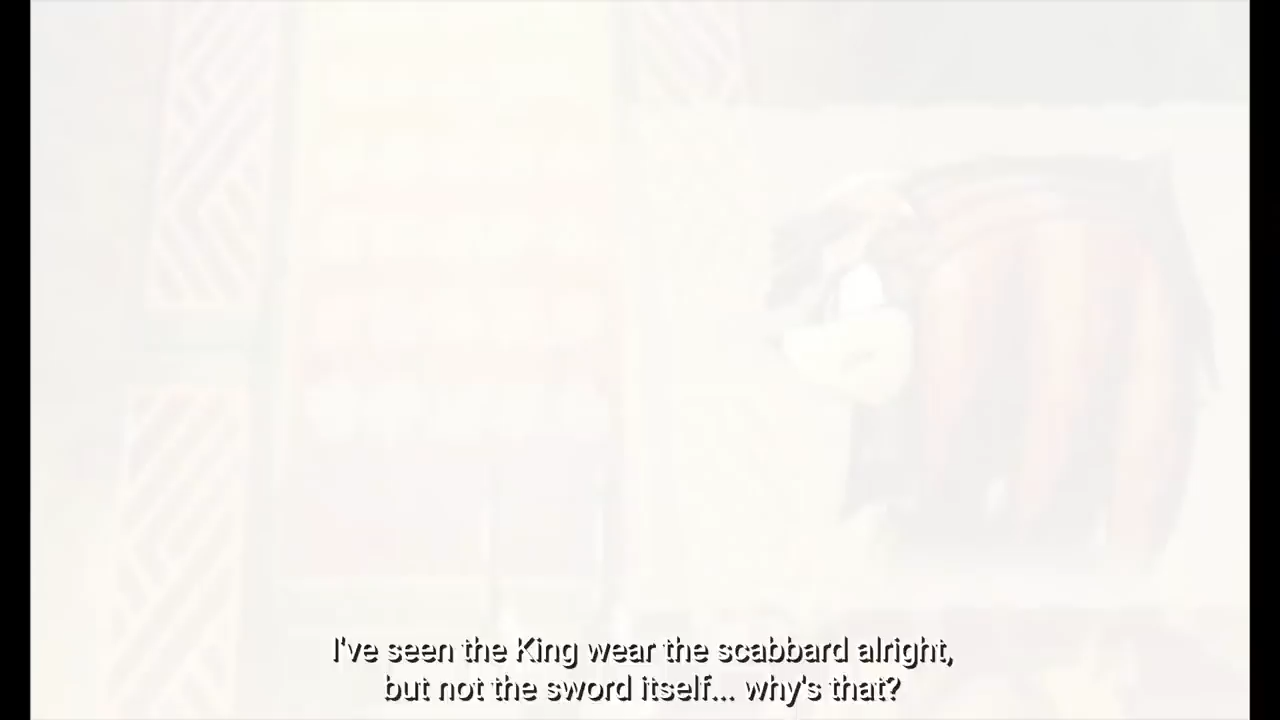 I've seen the King wear the scabbard alright,
but not the sword itself... why's that?